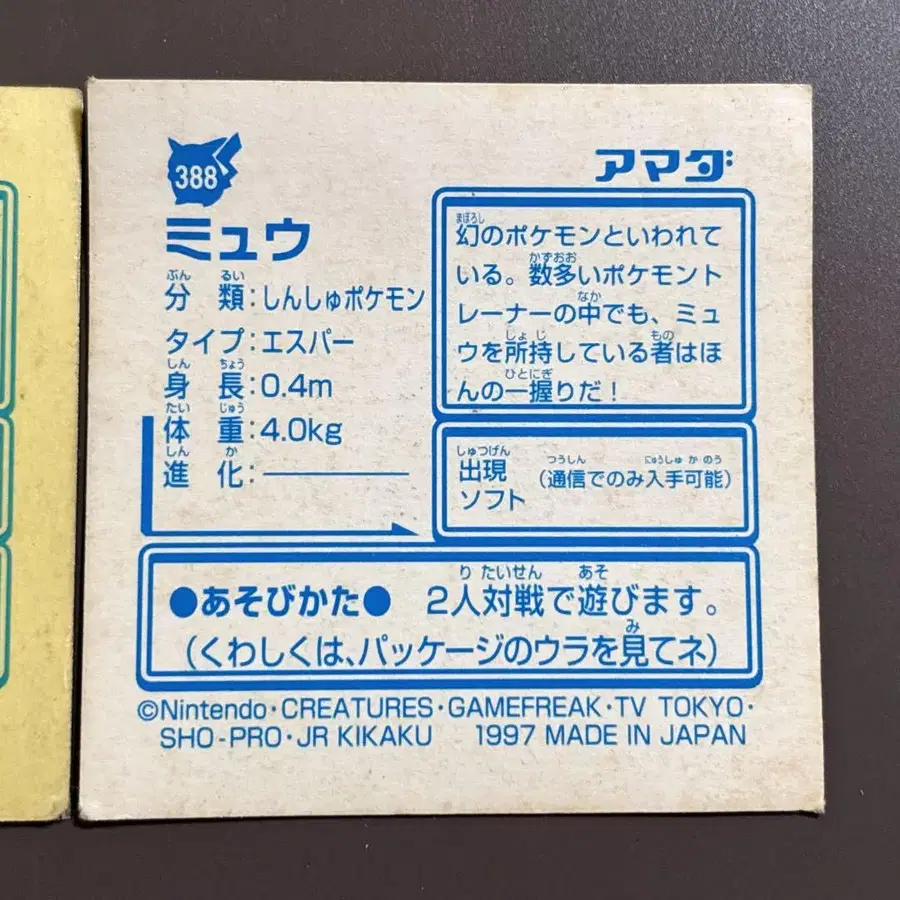 388
アマダ
ミュウ
ぶん るい
分類:しんしゅポケモン
タイプ:エスパー
しん ちょう
身長:0.4m
たい じゅう
体重:4.0kg
しん か
進化:————
まぼろし
幻のポケモンといわれて
かずおお
いる。数多いポケモント
なか
レーナーの中でも、ミュ
しょじ もの
ウを所持している者はほ
ひとにぎ
んの一握りだ!
しゅつげん
出現
ソフト
つうしん にゅうしゅ かのう
(通信でのみ入手可能)
り たいせん あそ
●あそびかた● 2人対戦で遊びます。
み
(くわしくは、パッケージのウラを見てネ)
©Nintendo・CREATURES・GAMEFREAK・TV TOKYO・
SHO-PRO・JR KIKAKU 1997 MADE IN JAPAN